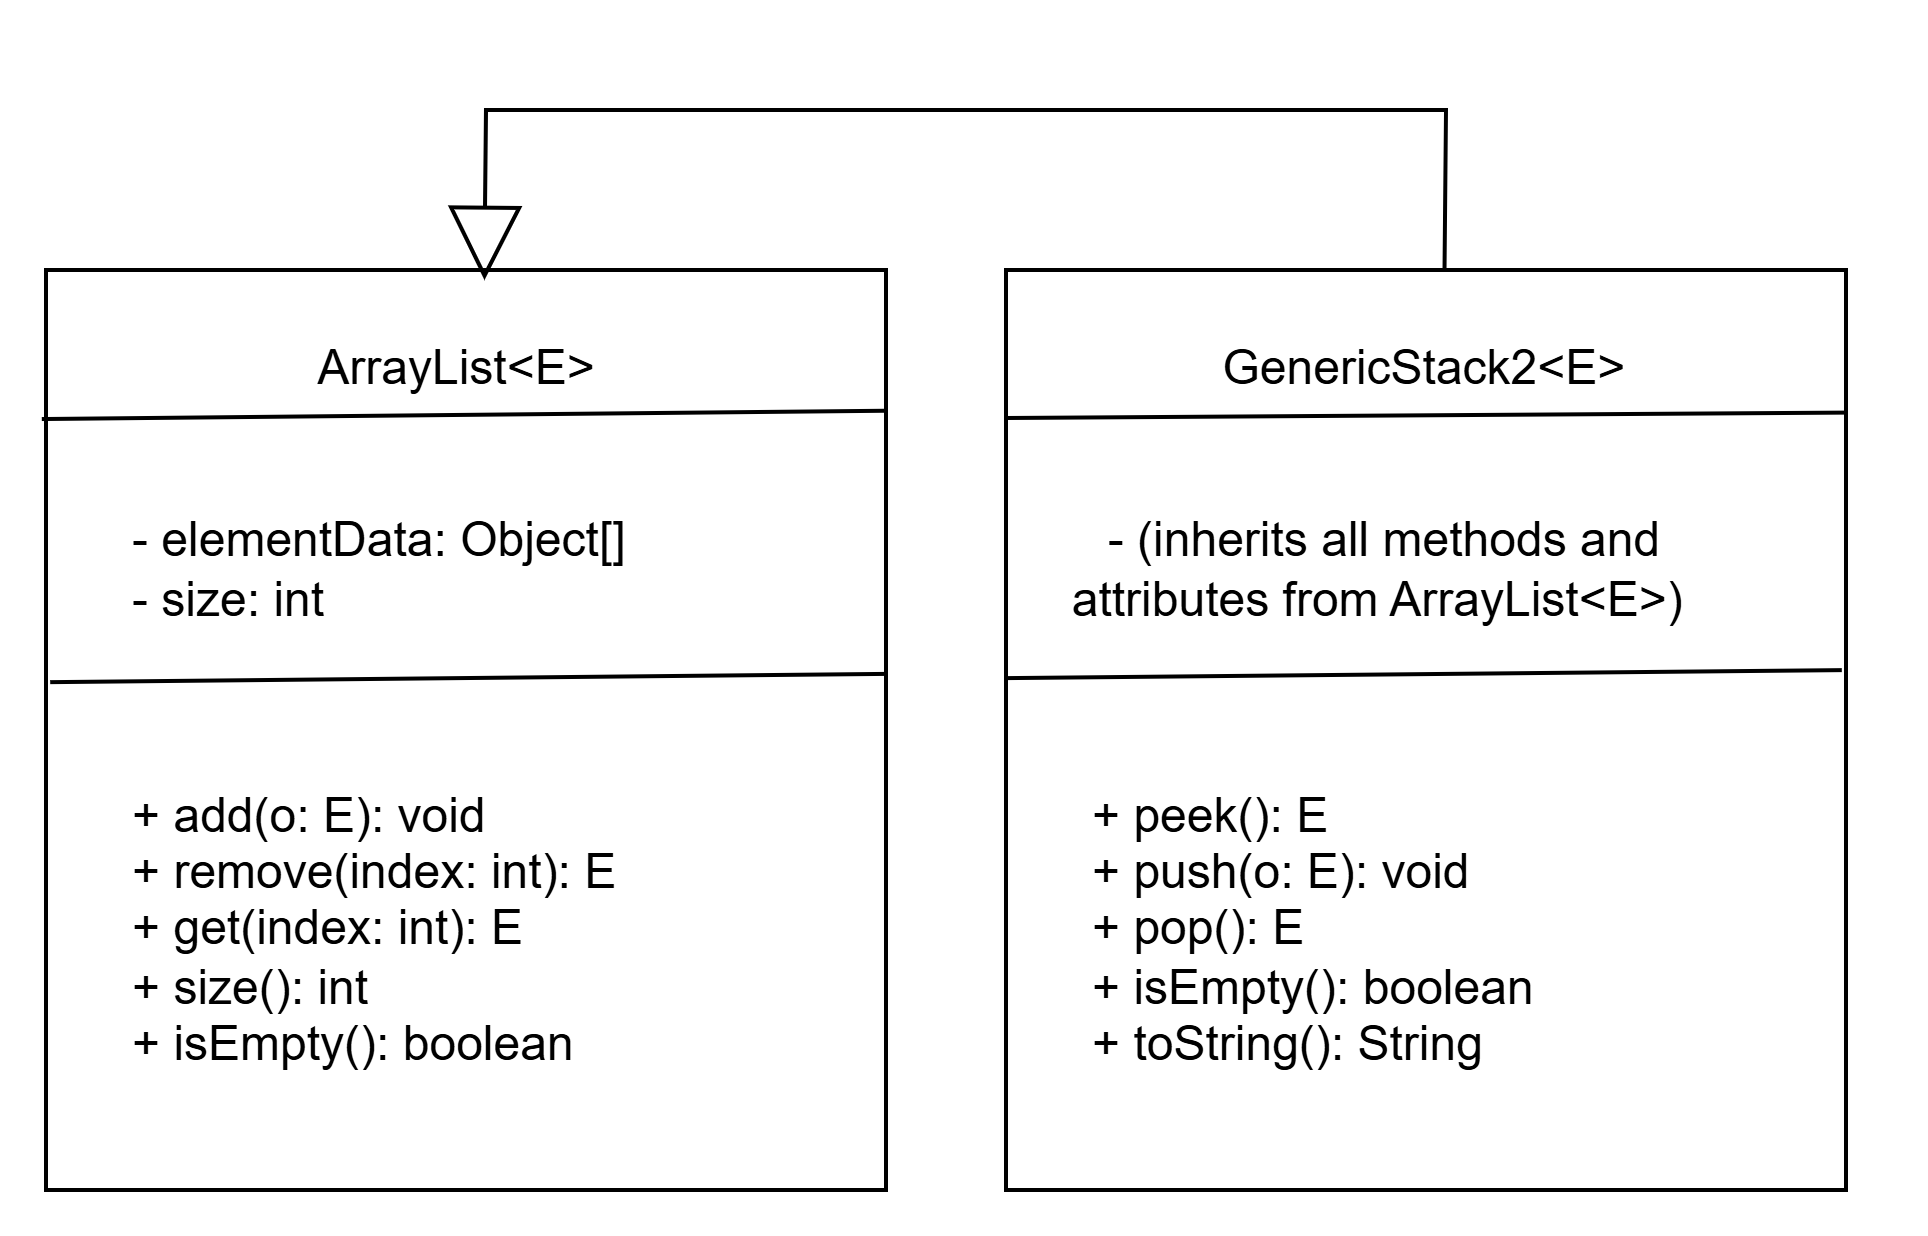 ArrayList<E>
- elementData: Object[]
- size: int
+ add(o: E): void
+ remove(index: int): E
+ get(index: int): E
+ size(): int
+ isEmpty(): boolean
GenericStack2<E>
- (inherits all methods and
attributes from ArrayList<E>)
+ peek(): E
+ push(o: E): void
+ pop(): E
+ isEmpty(): boolean
+ toString(): String